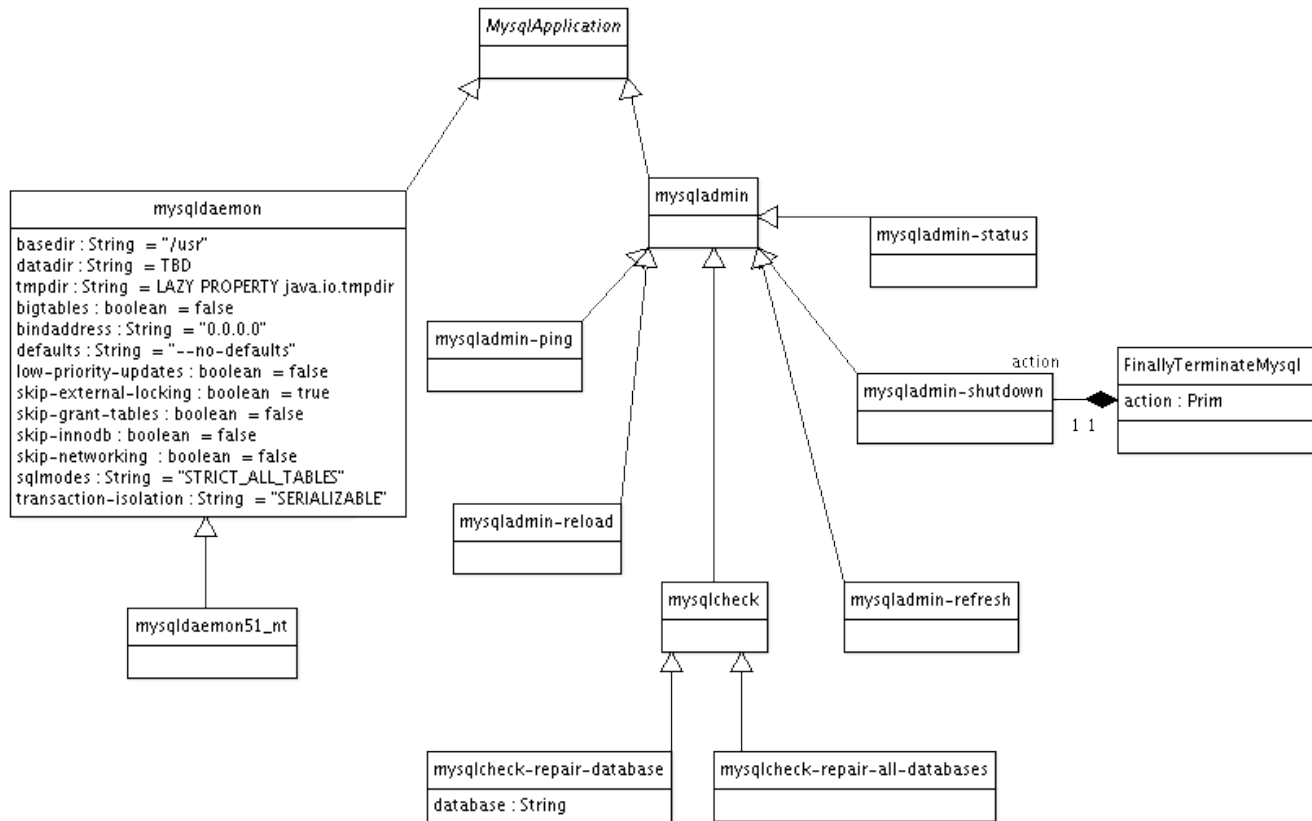 MysqlApplication
mysqldaemon
basedir : String = "/usr"
datadir : String = TBD
tmpdir : String = LAZY PROPERTY java.io.tmpdir
bigtables : boolean = false
bindaddress : String = "0.0.0.0"
defaults : String = "--no-defaults"
low-priority-updates : boolean = false
skip-external-locking : boolean = true
skip-grant-tables : boolean = false
skip-innodb : boolean = false
skip-networking : boolean = false
sqlmodes : String = "STRICT_ALL_TABLES"
transaction-isolation : String = "SERIALIZABLE"
mysqladmin
mysqladmin-status
mysqladmin-ping
action
mysqladmin-shutdown
1 1
FinallyTerminateMysql
action : Prim
mysqladmin-reload
mysqlcheck
mysqladmin-refresh
mysqldaemon51_nt
mysqlcheck-repair-database
database : String
mysqlcheck-repair-all-databases